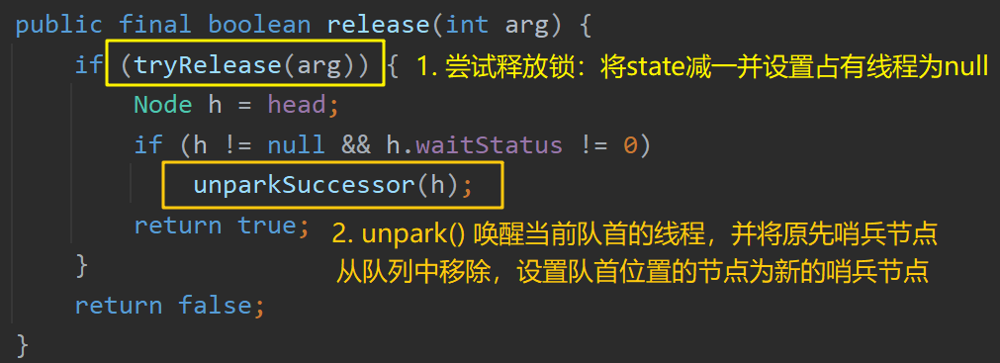 public final boolean release(int arg) {
if (tryRelease(arg)) { 1. 尝试释放锁：将state减一并设置占有线程为null
Node h = head;
if (h != null && h.waitStatus != 0)
unparkSuccessor(h);
return true; 2. unpark() 唤醒当前队首的线程，并将原先哨兵节点
} 从队列中移除，设置队首位置的节点为新的哨兵节点
return false;
}